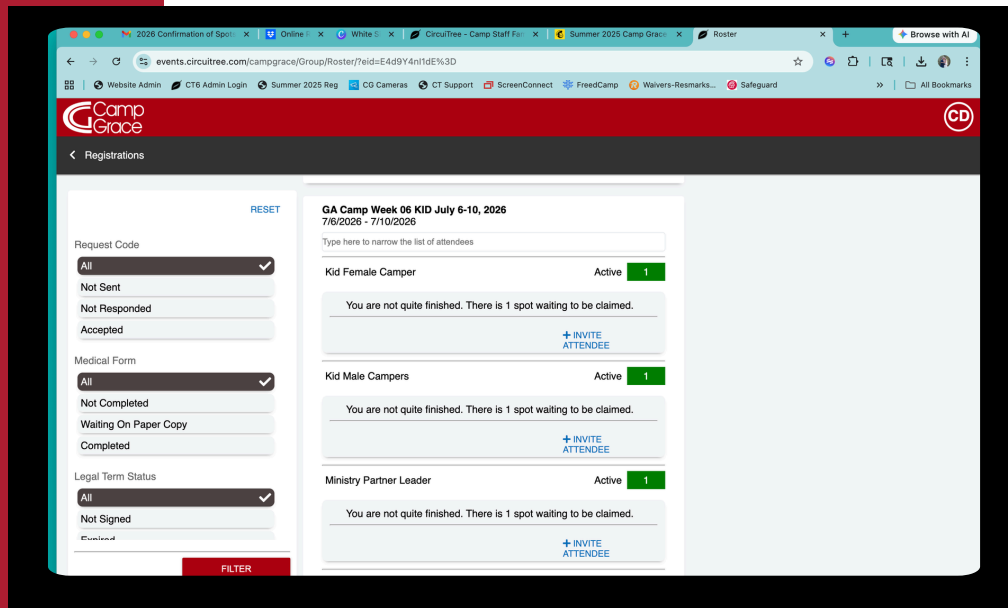 2026 Confirmation of Spots
Online R
White S
CircuiTree - Camp Staff Fan
Summer 2025 Camp Grace
Roster
Browse with AI
events.circuitree.com/campgrace/Group/Roster/?eid=E4d9Y4nI1dE%3D
Website Admin
CT6 Admin Login
Summer 2025 Reg
CG Cameras
CT Support
ScreenConnect
FreedCamp
Waivers-Resmarks...
Safeguard
All Bookmarks
Camp
Grace
CD
Registrations
RESET
Request Code
All
Not Sent
Not Responded
Accepted
Medical Form
All
Not Completed
Waiting On Paper Copy
Completed
Legal Term Status
All
Not Signed
Expired
FILTER
GA Camp Week 06 KID July 6-10, 2026
7/6/2026 - 7/10/2026
Type here to narrow the list of attendees
Kid Female Camper Active 1
You are not quite finished. There is 1 spot waiting to be claimed.
+ INVITE
ATTENDEE
Kid Male Campers Active 1
You are not quite finished. There is 1 spot waiting to be claimed.
+ INVITE
ATTENDEE
Ministry Partner Leader Active 1
You are not quite finished. There is 1 spot waiting to be claimed.
+ INVITE
ATTENDEE